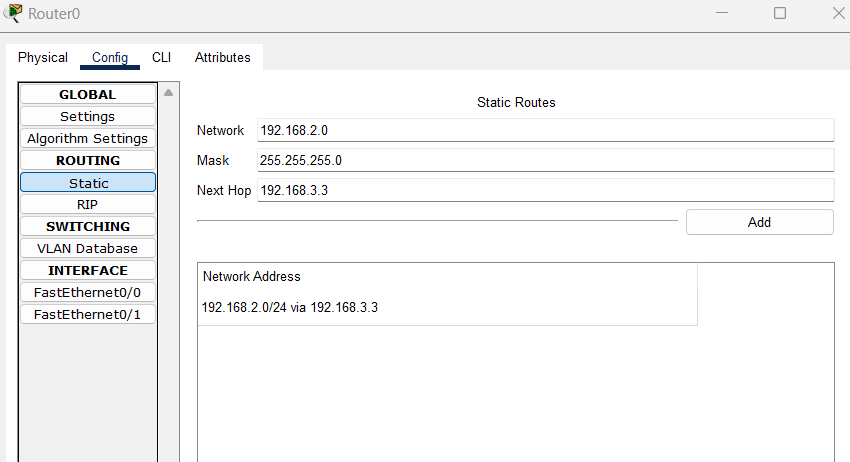 Router0
Physical Config CLI Attributes
GLOBAL
Settings
Algorithm Settings
ROUTING
Static
RIP
SWITCHING
VLAN Database
INTERFACE
FastEthernet0/0
FastEthernet0/1
Static Routes
Network 192.168.2.0
Mask 255.255.255.0
Next Hop 192.168.3.3
Add
Network Address
192.168.2.0/24 via 192.168.3.3